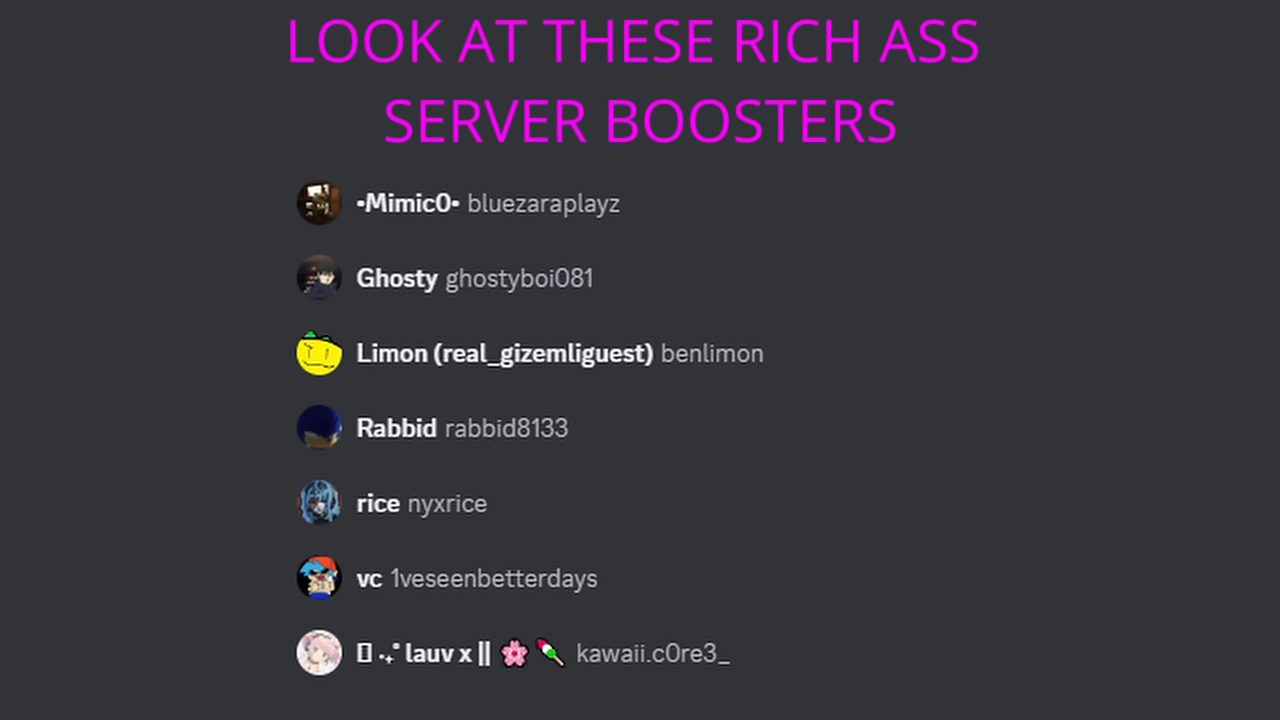 LOOK AT THESE RICH ASS
SERVER BOOSTERS
•Mimic0• bluezaraplayz
Ghosty ghostyboi081
Limon (real_gizemliguest) benlimon
Rabbid rabbid8133
rice nyxrice
vc 1veseenbetterdays
▯ ‧₊˚ lauv x || 🌸🍡 kawaii.c0re3_